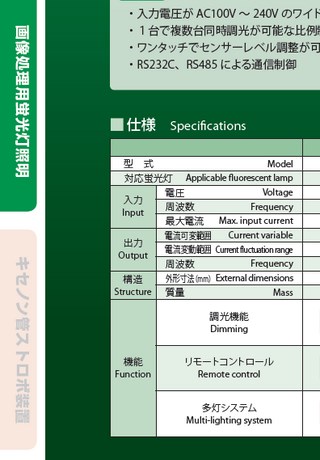 画像処理用蛍光灯照明
キセノン管ストロボ装置
・入力電圧が AC100V ～ 240V のワイド
・1台で複数台同時調光が可能な比例
・ワンタッチでセンサーレベル調整が可
・RS232C、RS485 による通信制御
■仕様 Specifications
型 式 Model
対応蛍光灯 Applicable fluorescent lamp
入力
Input
電圧 Voltage
周波数 Frequency
最大電流 Max. input current
出力
Output
電流可変範囲 Current variable
電流変動範囲 Current fluctuation range
周波数 Frequency
構造
Structure
外形寸法(mm) External dimensions
質量 Mass
機能
Function
調光機能
Dimming
リモートコントロール
Remote control
多灯システム
Multi-lighting system